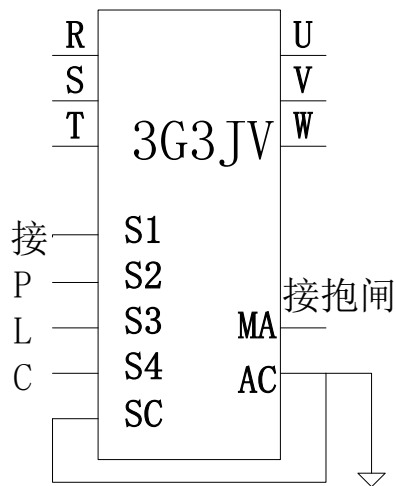 R U
S V
T W
3G3JV
接 S1
P S2
接抱闸
L S3 MA
C S4 AC
SC